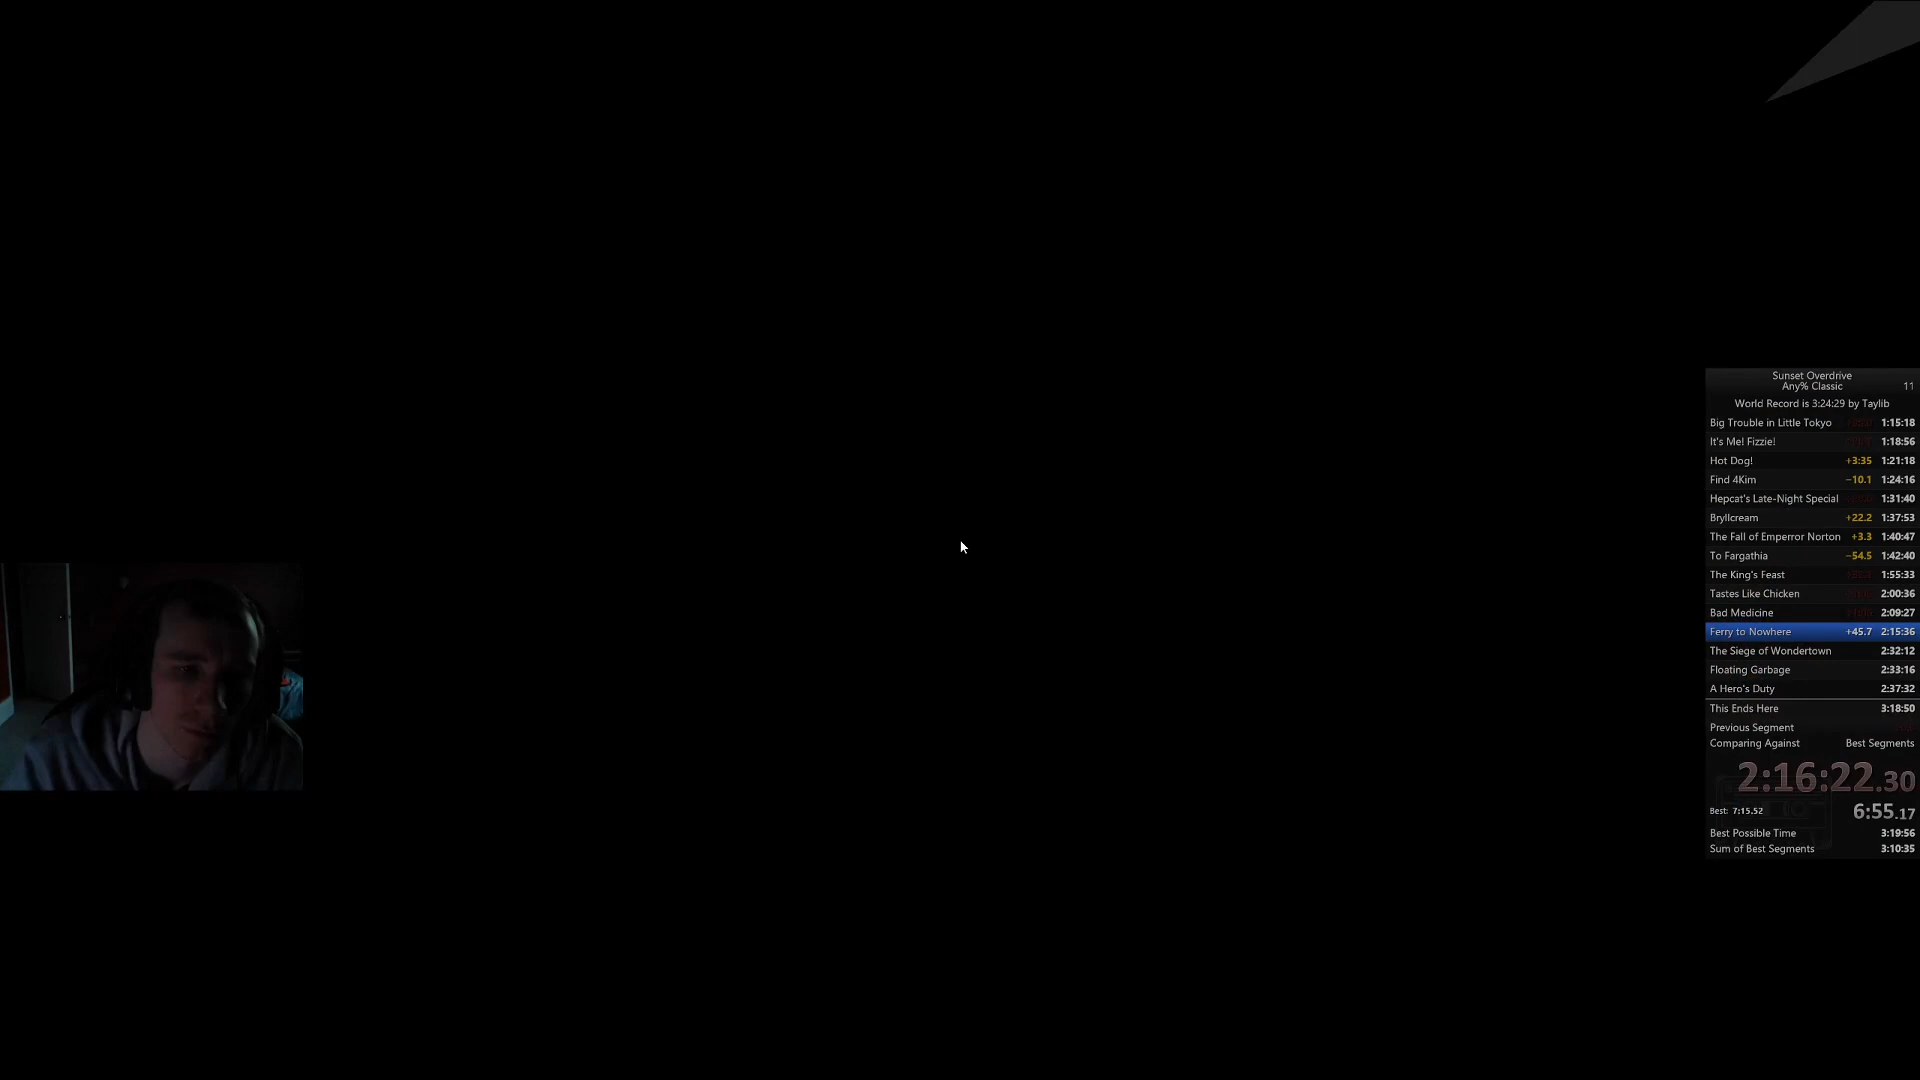 Sunset Overdrive
Any% Classic 11
World Record is 3:24:29 by Taylib
Big Trouble in Little Tokyo 1:15:18
It's Me! Fizzie! 1:18:56
Hot Dog! +3:35 1:21:18
Find 4Kim −10.1 1:24:16
Hepcat's Late-Night Special 1:31:40
Bryllcream +22.2 1:37:53
The Fall of Emperror Norton +3.3 1:40:47
To Fargathia −54.5 1:42:40
The King's Feast 1:55:33
Tastes Like Chicken 2:00:36
Bad Medicine 2:09:27
Ferry to Nowhere +45.7 2:15:36
The Siege of Wondertown 2:32:12
Floating Garbage 2:33:16
A Hero's Duty 2:37:32
This Ends Here 3:18:50
Previous Segment
Comparing Against Best Segments
2:16:22.30
Best: 7:15.52 6:55.17
Best Possible Time 3:19:56
Sum of Best Segments 3:10:35